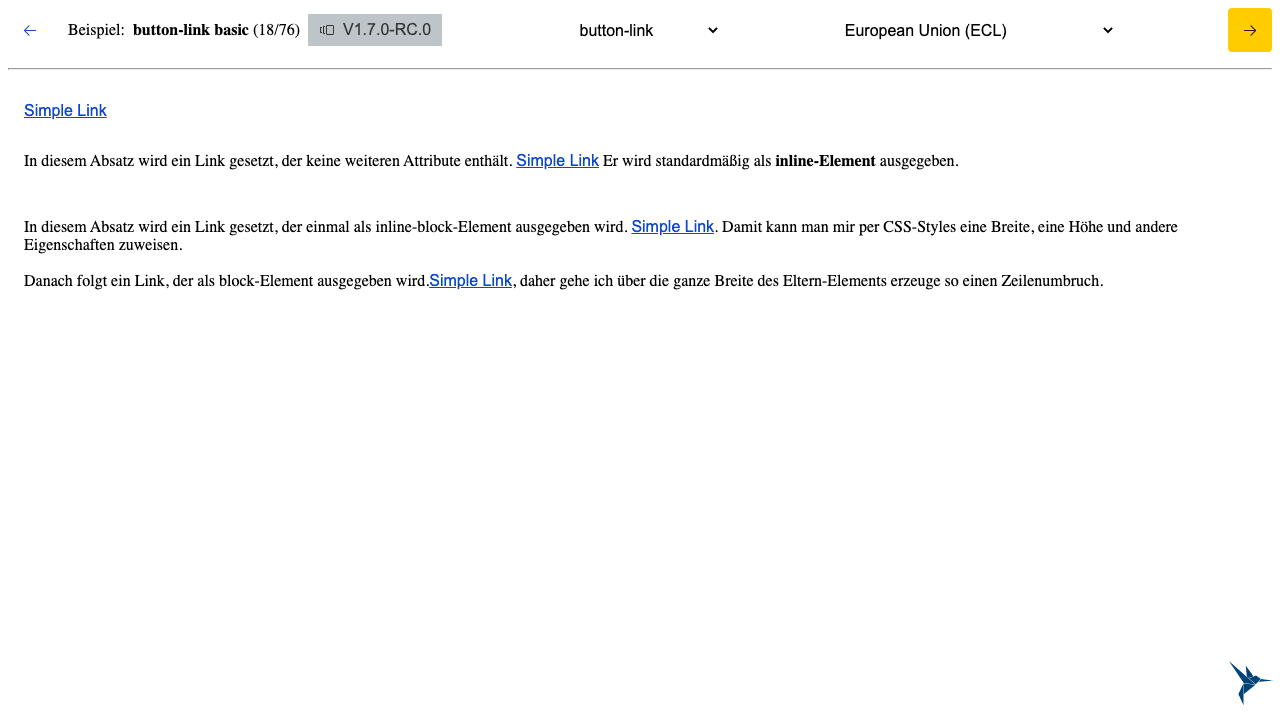 Beispiel: button-link basic (18/76) V1.7.0-RC.0 button-link European Union (ECL)
Simple Link
In diesem Absatz wird ein Link gesetzt, der keine weiteren Attribute enthält. Simple Link Er wird standardmäßig als inline-Element ausgegeben.
In diesem Absatz wird ein Link gesetzt, der einmal als inline-block-Element ausgegeben wird. Simple Link. Damit kann man mir per CSS-Styles eine Breite, eine Höhe und andere
Eigenschaften zuweisen.
Danach folgt ein Link, der als block-Element ausgegeben wird.Simple Link, daher gehe ich über die ganze Breite des Eltern-Elements erzeuge so einen Zeilenumbruch.